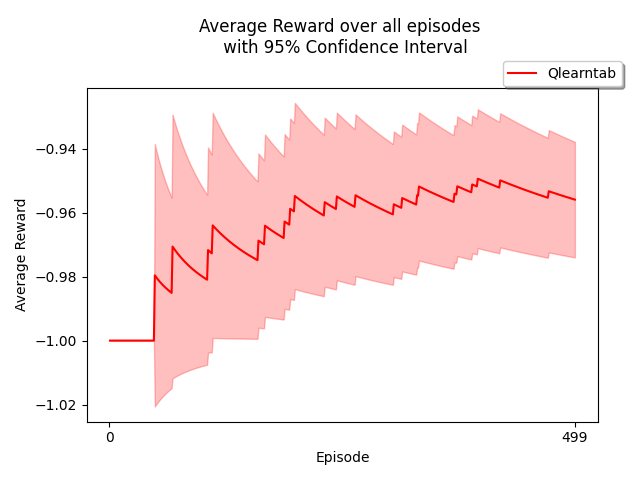 Average Reward over all episodes
with 95% Confidence Interval
Qlearntab
−0.94
−0.96
−0.98
−1.00
−1.02
Average Reward
0
499
Episode